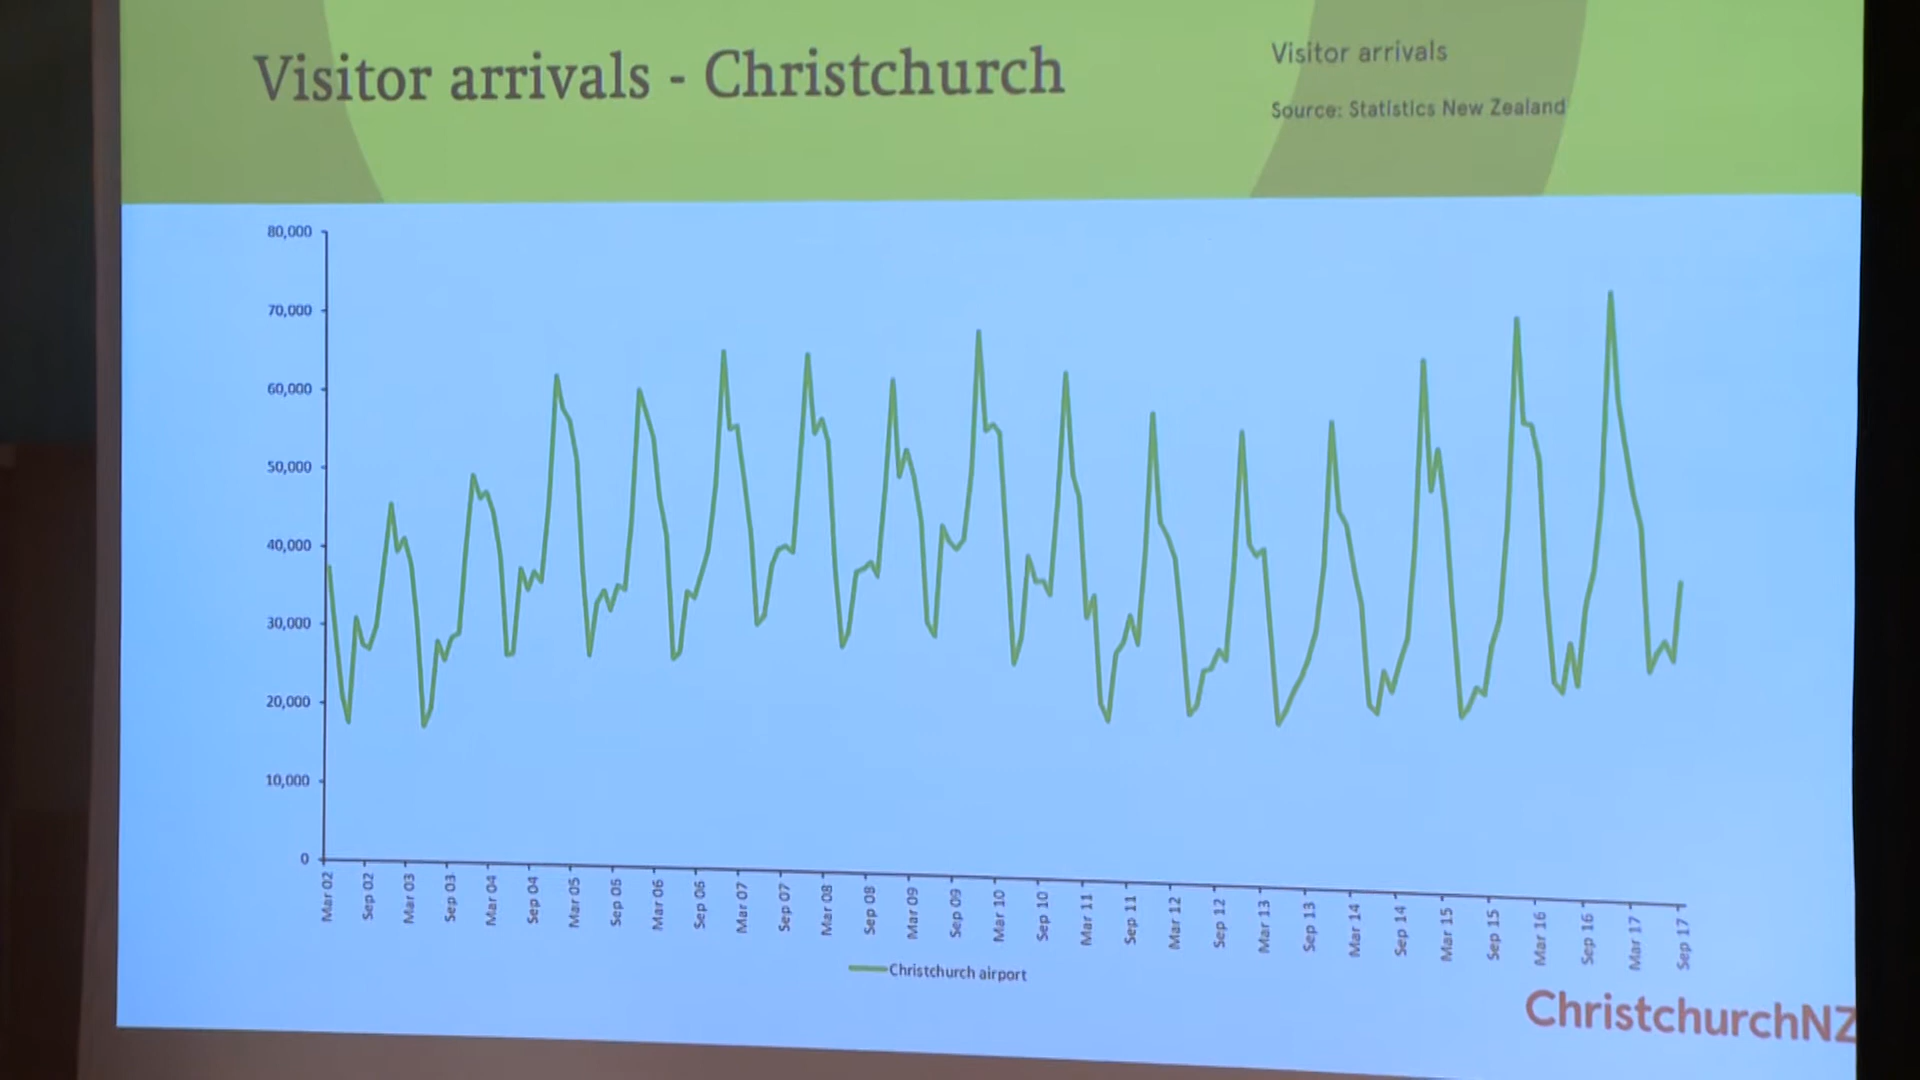 Visitor arrivals - Christchurch
Visitor arrivals
Source: Statistics New Zealand
80,000
70,000
60,000
50,000
40,000
30,000
20,000
10,000
0
Mar 02
Sep 02
Mar 03
Sep 03
Mar 04
Sep 04
Mar 05
Sep 05
Mar 06
Sep 06
Mar 07
Sep 07
Mar 08
Sep 08
Mar 09
Sep 09
Mar 10
Sep 10
Mar 11
Sep 11
Mar 12
Sep 12
Mar 13
Sep 13
Mar 14
Sep 14
Mar 15
Sep 15
Mar 16
Sep 16
Mar 17
Sep 17
Christchurch airport
ChristchurchNZ